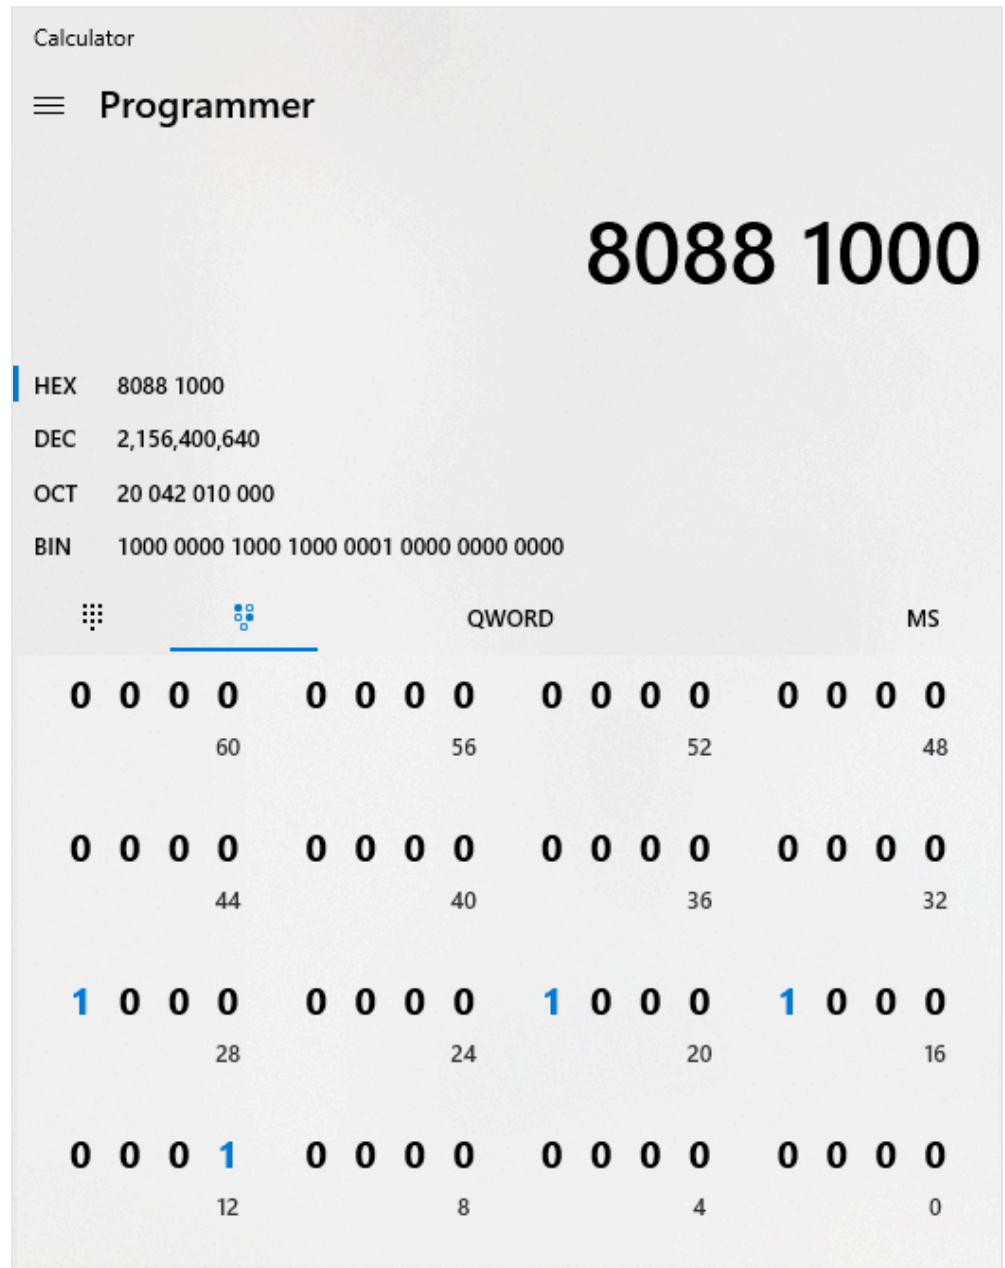 Calculator
Programmer
8088 1000
HEX 8088 1000
DEC 2,156,400,640
OCT 20 042 010 000
BIN 1000 0000 1000 1000 0001 0000 0000 0000
QWORD MS
0 0 0 0 0 0 0 0 0 0 0 0 0 0 0 0
60 56 52 48
0 0 0 0 0 0 0 0 0 0 0 0 0 0 0 0
44 40 36 32
1 0 0 0 0 0 0 0 1 0 0 0 1 0 0 0
28 24 20 16
0 0 0 1 0 0 0 0 0 0 0 0 0 0 0 0
12 8 4 0